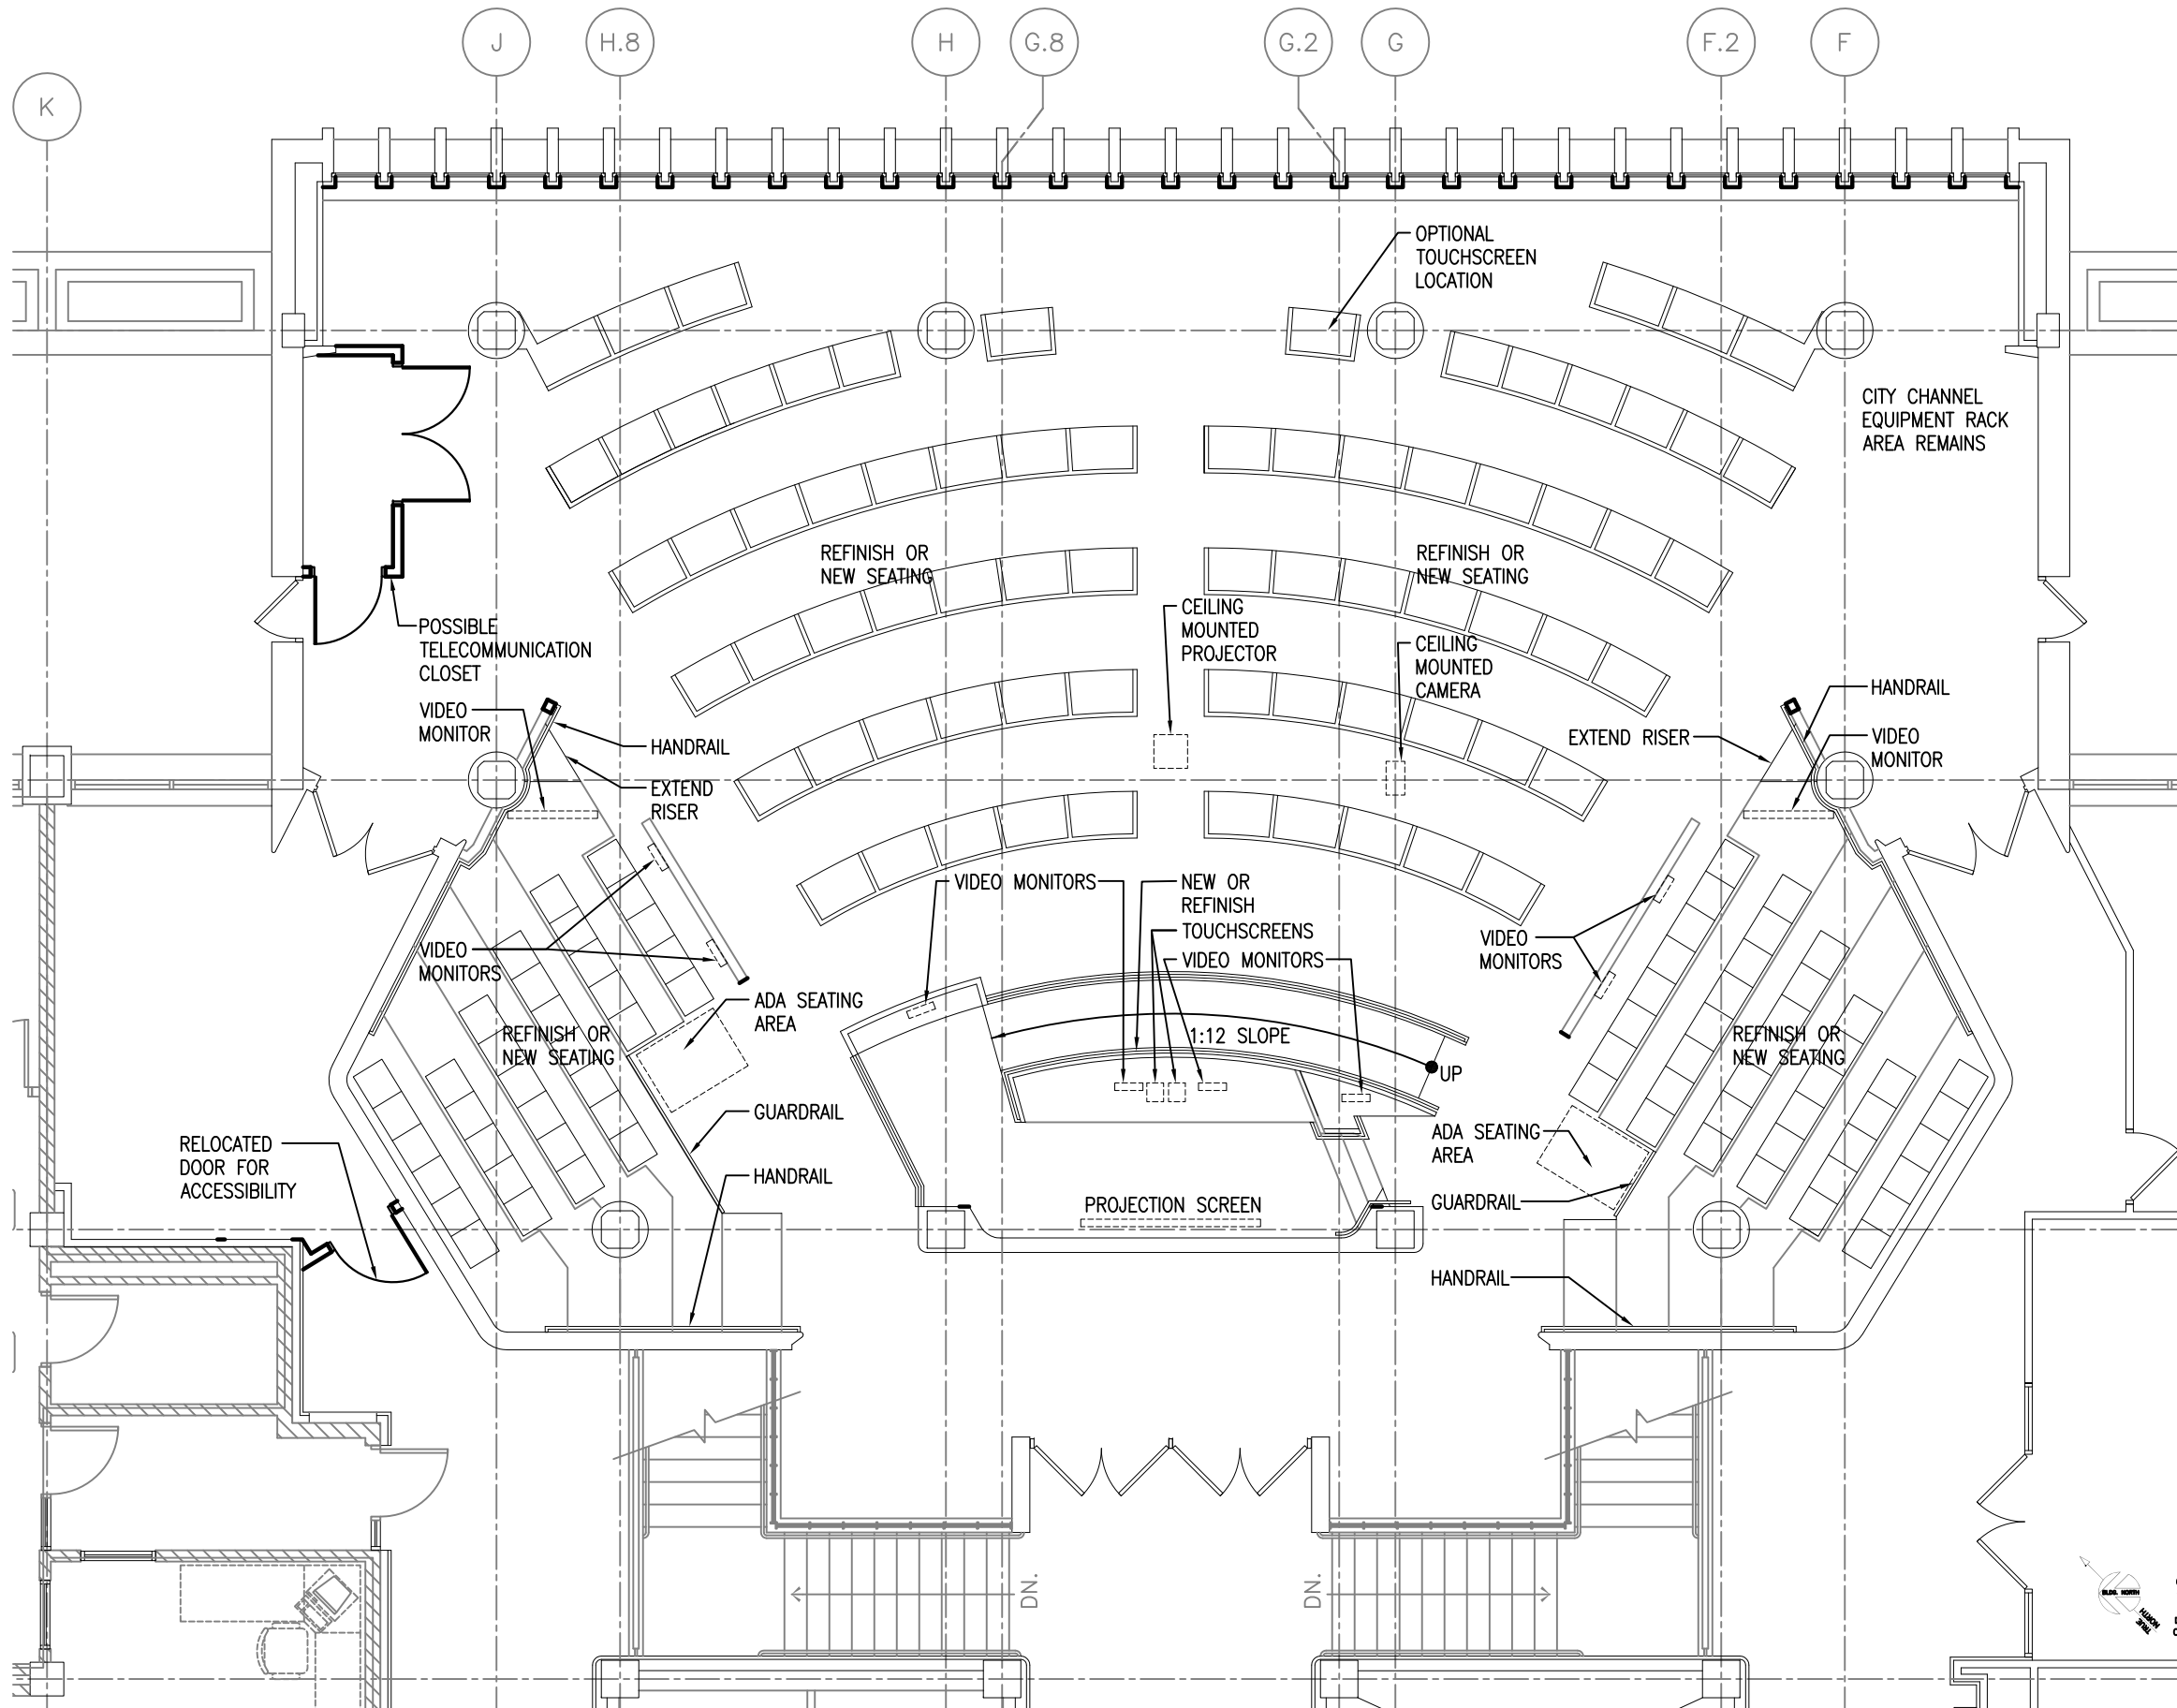 J
H.8
H
G.8
G.2
G
F.2
F
K
OPTIONAL
TOUCHSCREEN
LOCATION
CITY CHANNEL
EQUIPMENT RACK
AREA REMAINS
REFINISH OR
NEW SEATING
REFINISH OR
NEW SEATING
CEILING
MOUNTED
PROJECTOR
POSSIBLE
TELECOMMUNICATION
CLOSET
CEILING
MOUNTED
CAMERA
VIDEO
MONITOR
HANDRAIL
HANDRAIL
EXTEND RISER
VIDEO
MONITOR
EXTEND
RISER
VIDEO MONITORS
NEW OR
REFINISH
TOUCHSCREENS
VIDEO MONITORS
VIDEO
MONITORS
VIDEO
MONITORS
ADA SEATING
AREA
REFINISH OR
NEW SEATING
1:12 SLOPE
REFINISH OR
NEW SEATING
UP
GUARDRAIL
ADA SEATING
AREA
RELOCATED
DOOR FOR
ACCESSIBILITY
HANDRAIL
PROJECTION SCREEN
GUARDRAIL
HANDRAIL
DN.
DN.
BLDG. NORTH
TRUE
NORTH